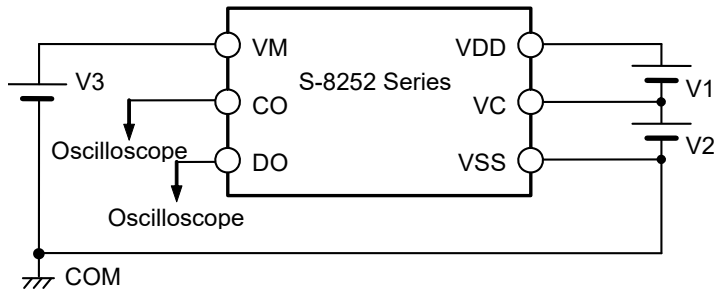 VM
VDD
S-8252 Series
V3
V1
CO
VC
Oscilloscope
V2
DO
VSS
Oscilloscope
COM